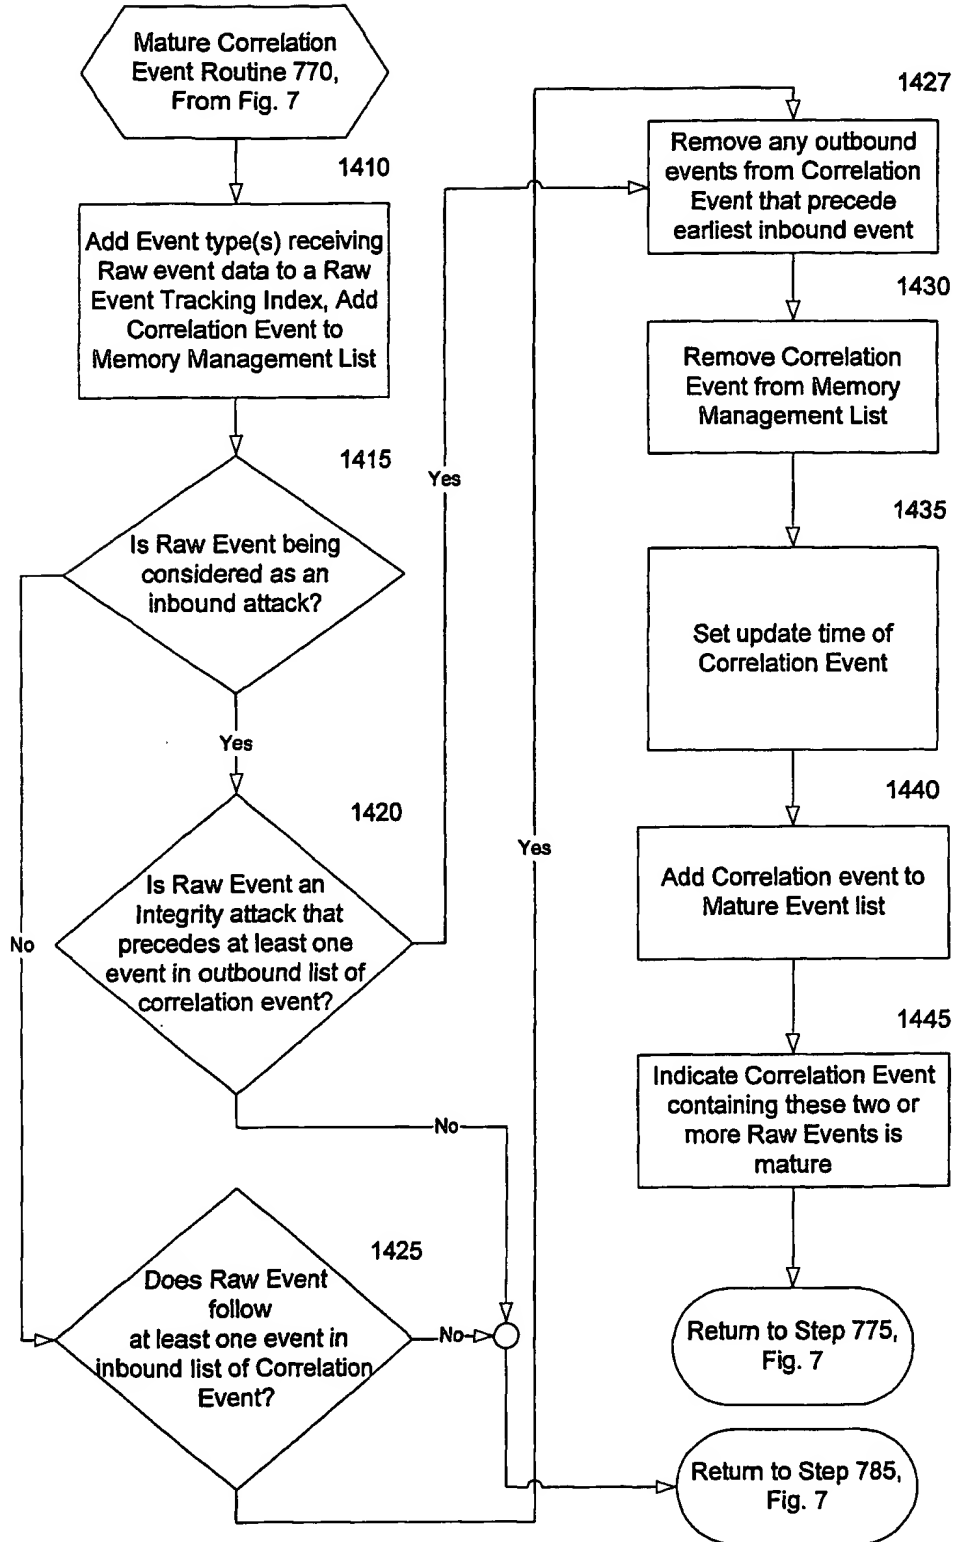 Mature Correlation
Event Routine 770,
From Fig. 7
1410
Add Event type(s) receiving
Raw event data to a Raw
Event Tracking Index, Add
Correlation Event to
Memory Management List
1415
Is Raw Event being
considered as an
inbound attack?
Yes
1420
Is Raw Event an
Integrity attack that
precedes at least one
event in outbound list of
correlation event?
Yes
No
No
1425
Does Raw Event
follow
at least one event in
inbound list of Correlation
Event?
No
Yes
1427
Remove any outbound
events from Correlation
Event that precede
earliest inbound event
1430
Remove Correlation
Event from Memory
Management List
1435
Set update time of
Correlation Event
1440
Add Correlation event to
Mature Event list
1445
Indicate Correlation Event
containing these two or
more Raw Events is
mature
Return to Step 775,
Fig. 7
Return to Step 785,
Fig. 7